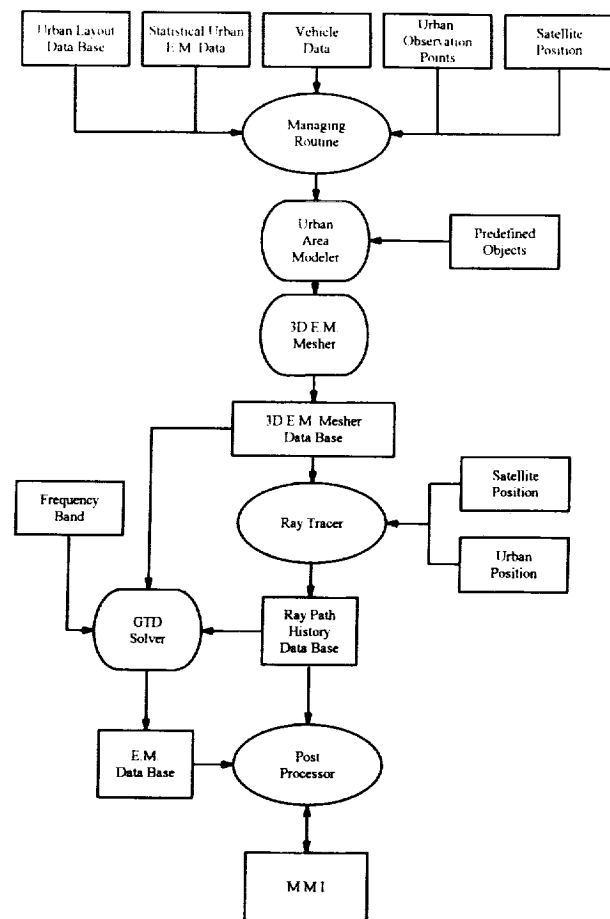 Urban Layout
Data Base
Statistical Urban
E.M. Data
Vehicle
Data
Urban
Observation
Points
Satellite
Position
Managing
Routine
Urban
Area
Modeler
Predefined
Objects
3D E.M.
Mesher
3D E.M. Mesher
Data Base
Frequency
Band
Ray Tracer
Satellite
Position
Urban
Position
GTD
Solver
Ray Path
History
Data Base
E.M.
Data Base
Post
Processor
M M I